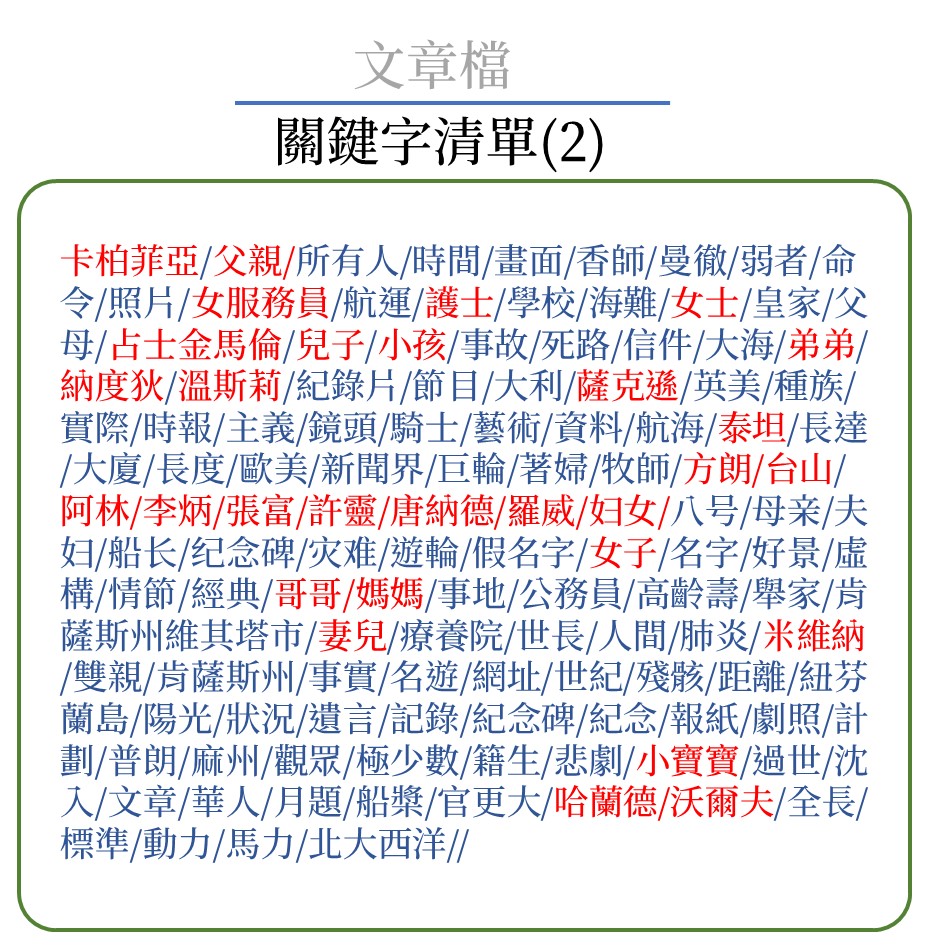 文章檔
關鍵字清單(2)
卡柏菲亞/父親/所有人/時間/畫面/香師/曼徹/弱者/命
令/照片/女服務員/航運/護士/學校/海難/女士/皇家/父
母/占士金馬倫/兒子/小孩/事故/死路/信件/大海/弟弟/
納度狄/溫斯莉/紀錄片/節目/大利/薩克遜/英美/種族/
實際/時報/主義/鏡頭/騎士/藝術/資料/航海/泰坦/長達
/大廈/長度/歐美/新聞界/巨輪/著婦/牧師/方朗/台山/
阿林/李炳/張富/許靈/唐納德/羅威/妇女/八号/母亲/夫
妇/船长/纪念碑/灾难/遊輪/假名字/女子/名字/好景/虛
構/情節/經典/哥哥/媽媽/事地/公務員/高齡壽/舉家/肯
薩斯州維其塔市/妻兒/療養院/世長/人間/肺炎/米維納
/雙親/肯薩斯州/事實/名遊/網址/世紀/殘骸/距離/紐芬
蘭島/陽光/狀況/遺言/記錄/紀念碑/紀念/報紙/劇照/計
劃/普朗/麻州/觀眾/極少數/籍生/悲劇/小寶寶/過世/沈
入/文章/華人/月題/船槳/官更大/哈蘭德/沃爾夫/全長/
標準/動力/馬力/北大西洋//